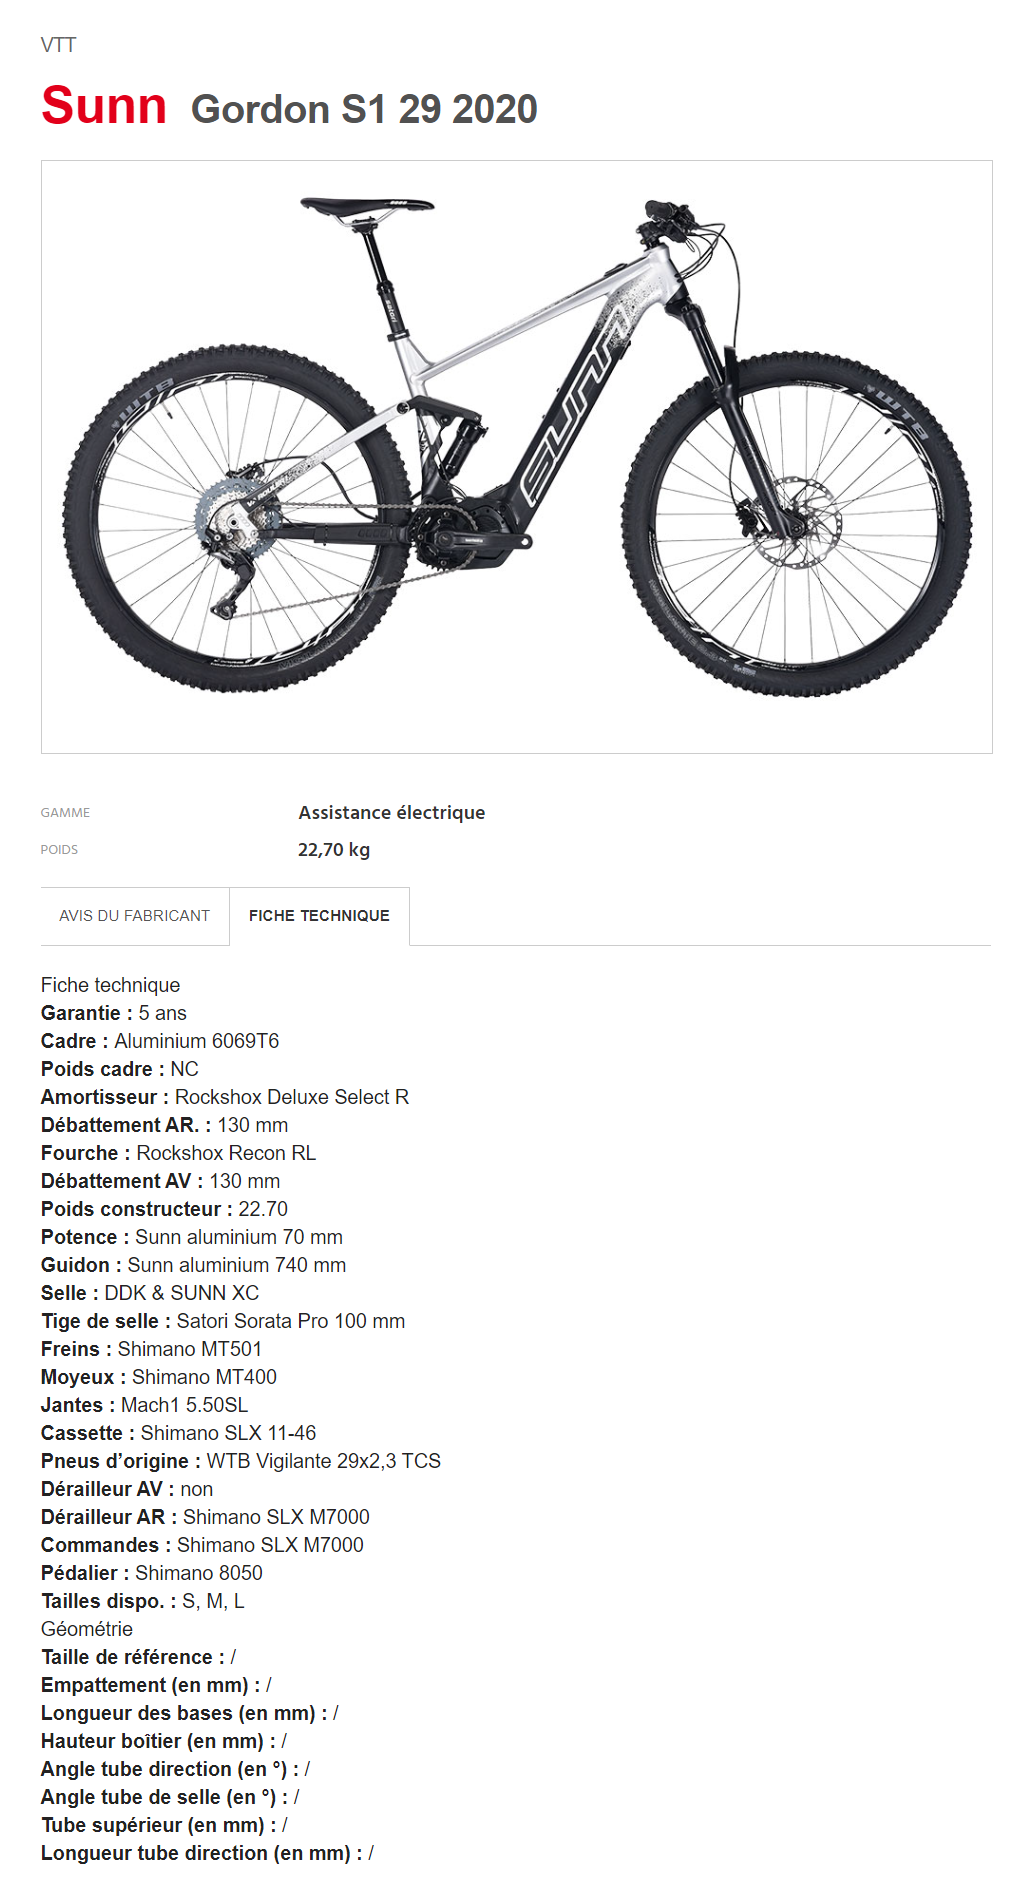 VTT
Sunn Gordon S1 29 2020
WTB
satori
sunn
WTB
GAMME Assistance électrique
POIDS 22,70 kg
AVIS DU FABRICANT FICHE TECHNIQUE
Fiche technique
Garantie : 5 ans
Cadre : Aluminium 6069T6
Poids cadre : NC
Amortisseur : Rockshox Deluxe Select R
Débattement AR. : 130 mm
Fourche : Rockshox Recon RL
Débattement AV : 130 mm
Poids constructeur : 22.70
Potence : Sunn aluminium 70 mm
Guidon : Sunn aluminium 740 mm
Selle : DDK & SUNN XC
Tige de selle : Satori Sorata Pro 100 mm
Freins : Shimano MT501
Moyeux : Shimano MT400
Jantes : Mach1 5.50SL
Cassette : Shimano SLX 11-46
Pneus d’origine : WTB Vigilante 29x2,3 TCS
Dérailleur AV : non
Dérailleur AR : Shimano SLX M7000
Commandes : Shimano SLX M7000
Pédalier : Shimano 8050
Tailles dispo. : S, M, L
Géométrie
Taille de référence : /
Empattement (en mm) : /
Longueur des bases (en mm) : /
Hauteur boîtier (en mm) : /
Angle tube direction (en °) : /
Angle tube de selle (en °) : /
Tube supérieur (en mm) : /
Longueur tube direction (en mm) : /